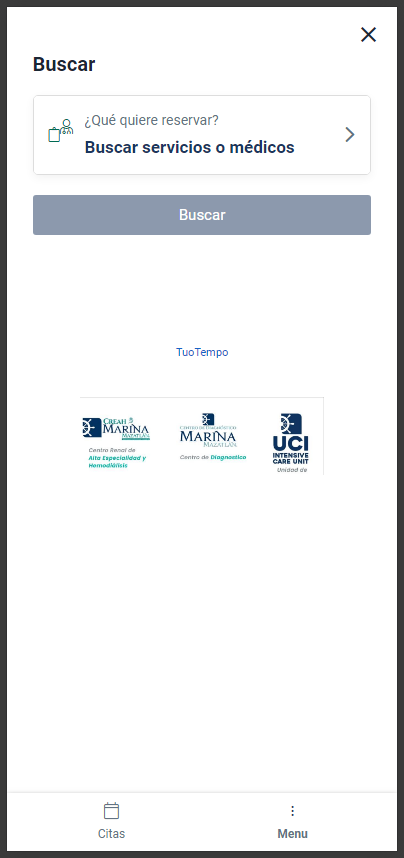 Buscar
¿Qué quiere reservar?
Buscar servicios o médicos
Buscar
TuoTempo
CREAH
MARINA
MAZATLÁN
Centro Renal de
Alta Especialidad y
Hemodiálisis
CENTRO DE DIAGNÓSTICO
MARINA
MAZATLÁN
Centro de Diagnostico
UCI
INTENSIVE
CARE UNIT
Unidad de
Citas
Menu